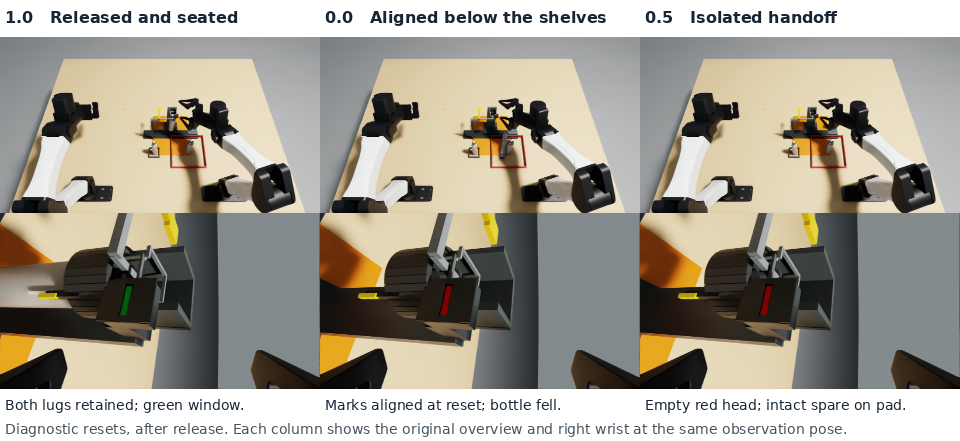 1.0 Released and seated
0.0 Aligned below the shelves
0.5 Isolated handoff
Both lugs retained; green window.
Marks aligned at reset; bottle fell.
Empty red head; intact spare on pad.
Diagnostic resets, after release. Each column shows the original overview and right wrist at the same observation pose.